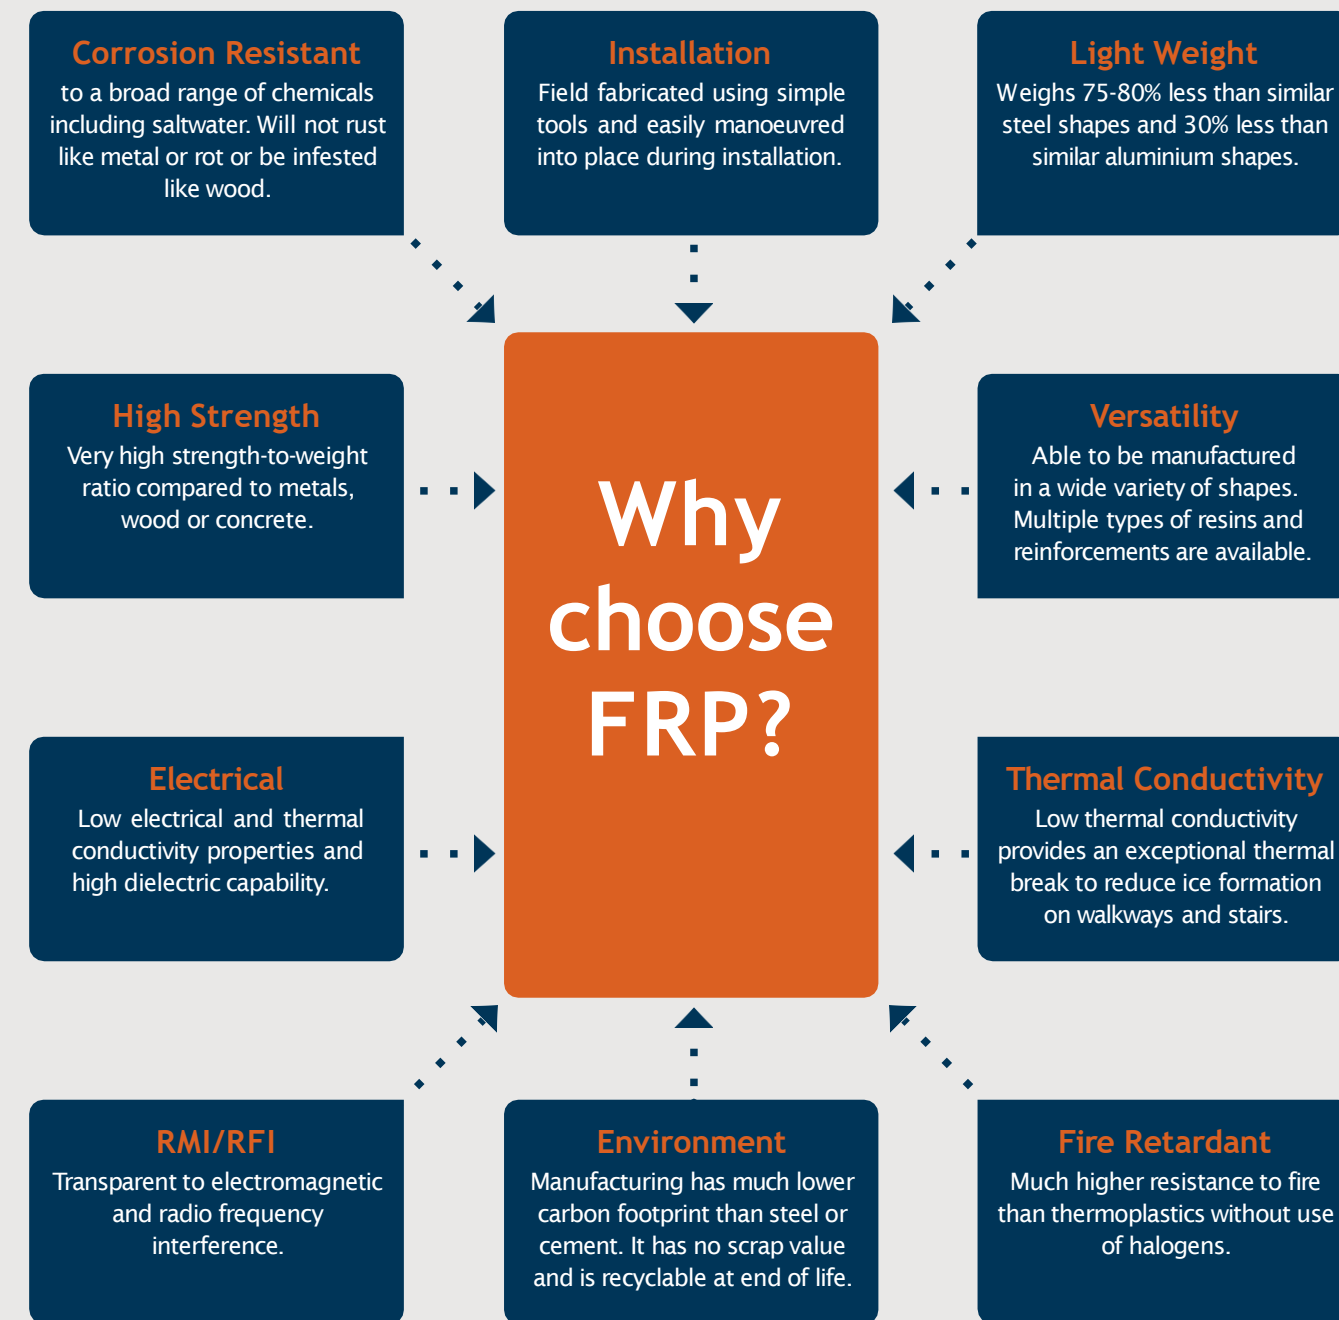 Corrosion Resistant
to a broad range of chemicals
including saltwater. Will not rust
like metal or rot or be infested
like wood.
Installation
Field fabricated using simple
tools and easily manoeuvred
into place during installation.
Light Weight
Weighs 75-80% less than similar
steel shapes and 30% less than
similar aluminium shapes.
High Strength
Very high strength-to-weight
ratio compared to metals,
wood or concrete.
Why
choose
FRP?
Versatility
Able to be manufactured
in a wide variety of shapes.
Multiple types of resins and
reinforcements are available.
Electrical
Low electrical and thermal
conductivity properties and
high dielectric capability.
Thermal Conductivity
Low thermal conductivity
provides an exceptional thermal
break to reduce ice formation
on walkways and stairs.
RMI/RFI
Transparent to electromagnetic
and radio frequency
interference.
Environment
Manufacturing has much lower
carbon footprint than steel or
cement. It has no scrap value
and is recyclable at end of life.
Fire Retardant
Much higher resistance to fire
than thermoplastics without use
of halogens.